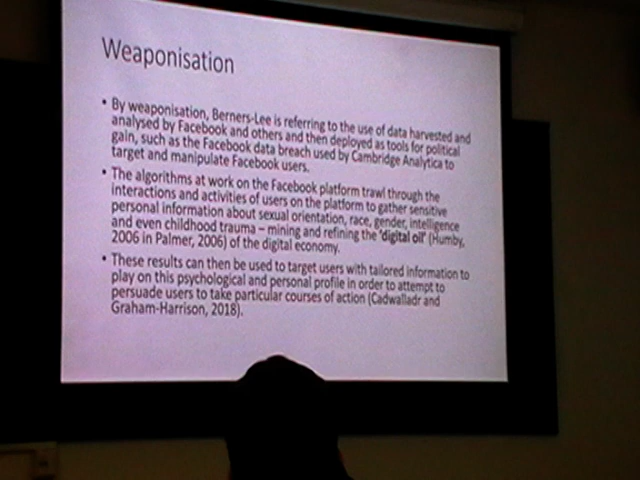 Weaponisation
• By weaponisation, Berners-Lee is referring to the use of data harvested and
analysed by Facebook and others and then deployed as tools for political
gain, such as the Facebook data breach used by Cambridge Analytica to
target and manipulate Facebook users.
• The algorithms at work on the Facebook platform trawl through the
interactions and activities of users on the platform to gather sensitive
personal information about sexual orientation, race, gender, intelligence
and even childhood trauma – mining and refining the 'digital oil' (Humby,
2006 in Palmer, 2006) of the digital economy.
• These results can then be used to target users with tailored information to
play on this psychological and personal profile in order to attempt to
persuade users to take particular courses of action (Cadwalladr and
Graham-Harrison, 2018).